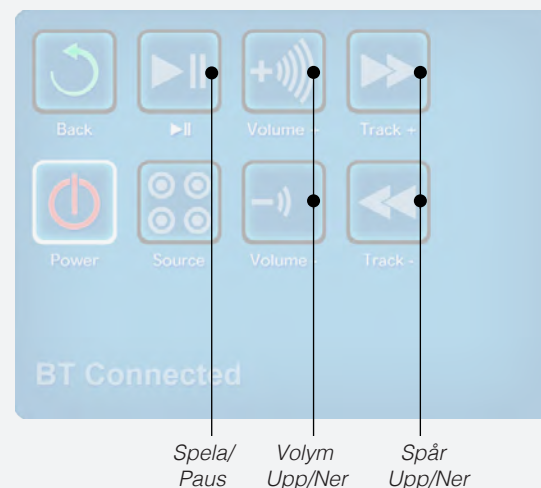 Back ▶II Volume + Track +
Power Source Volume - Track -
BT Connected
Spela/ Volym Spår
Paus Upp/Ner Upp/Ner